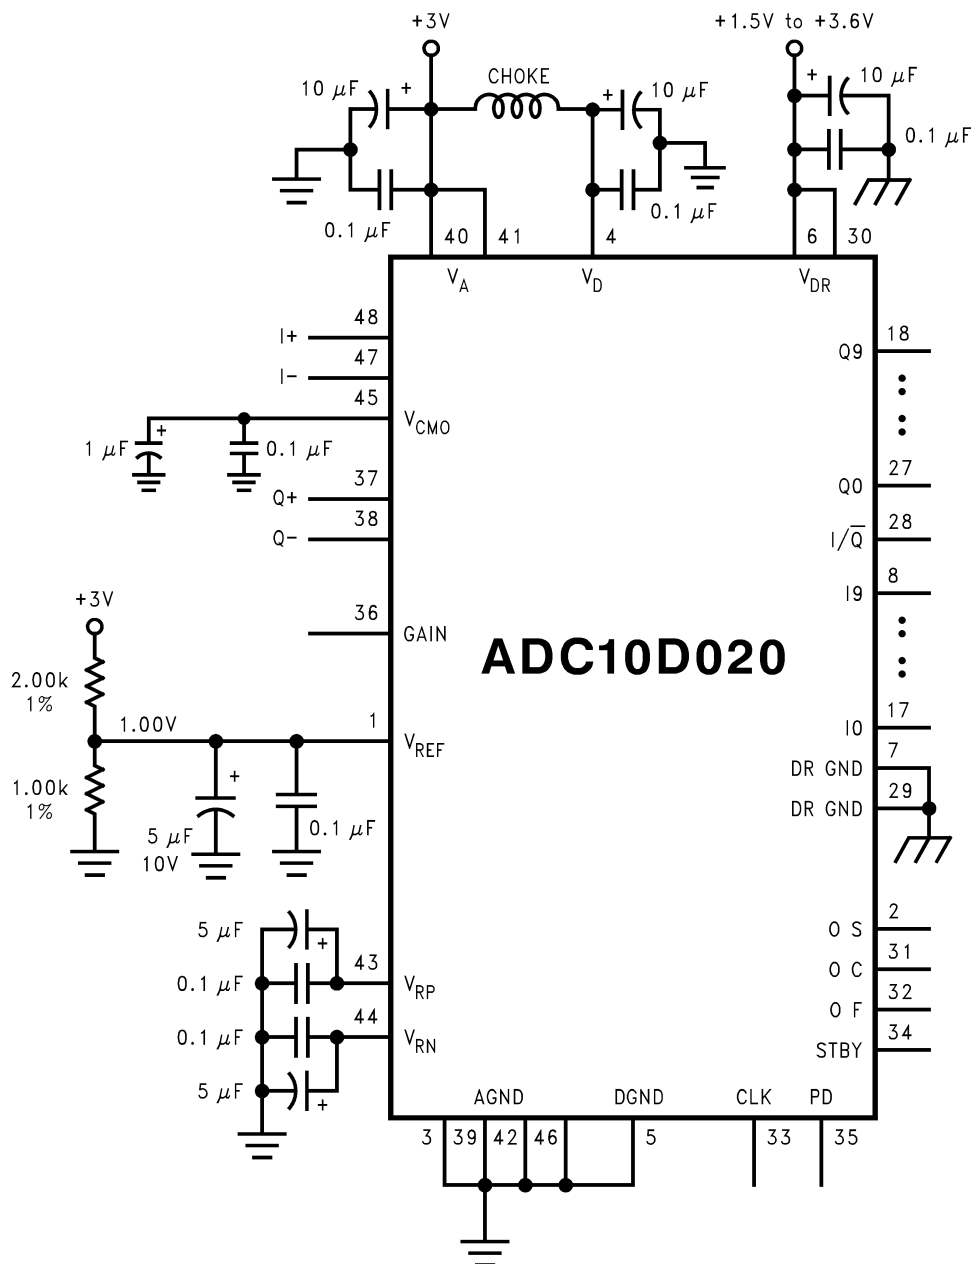 +3V
+1.5V to +3.6V
10 μF
+
CHOKE
+
10 μF
+
10 μF
0.1 μF
0.1 μF
0.1 μF
40
41
4
6
30
VA
VD
VDR
I+
48
I-
47
45
VCMO
1 μF
+
0.1 μF
Q+
37
Q-
38
36
GAIN
+3V
2.00k
1%
1.00V
1
VREF
1.00k
1%
+
5 μF
10V
0.1 μF
ADC10D020
Q9
18
Q0
27
I/Q̅
28
I9
8
I0
17
DR GND
7
DR GND
29
5 μF
+
0.1 μF
43
VRP
0.1 μF
44
VRN
5 μF
+
O S
2
O C
31
O F
32
STBY
34
AGND
DGND
CLK
PD
3
39
42
46
5
33
35